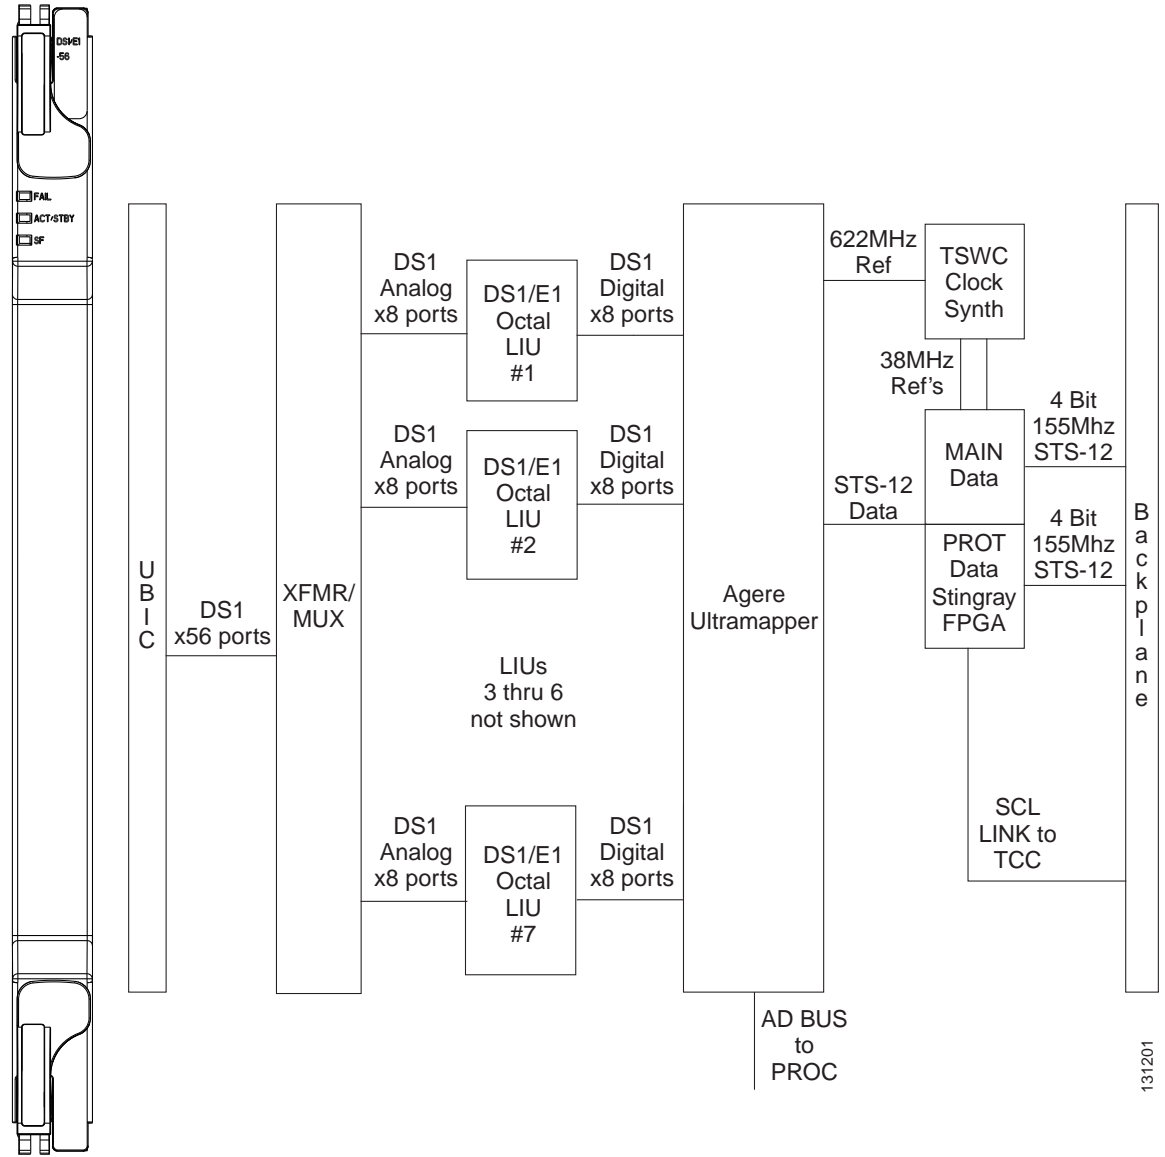 DS1/E1
-56
FAIL
ACT/STBY
SF
U
B
I
C
DS1
x56 ports
XFMR/
MUX
DS1
Analog
x8 ports
DS1/E1
Octal
LIU
#1
DS1
Digital
x8 ports
DS1
Analog
x8 ports
DS1/E1
Octal
LIU
#2
DS1
Digital
x8 ports
LIUs
3 thru 6
not shown
DS1
Analog
x8 ports
DS1/E1
Octal
LIU
#7
DS1
Digital
x8 ports
Agere
Ultramapper
AD BUS
to
PROC
622MHz
Ref
TSWC
Clock
Synth
38MHz
Ref's
STS-12
Data
MAIN
Data
PROT
Data
Stingray
FPGA
4 Bit
155Mhz
STS-12
4 Bit
155Mhz
STS-12
SCL
LINK to
TCC
B
a
c
k
p
l
a
n
e
131201